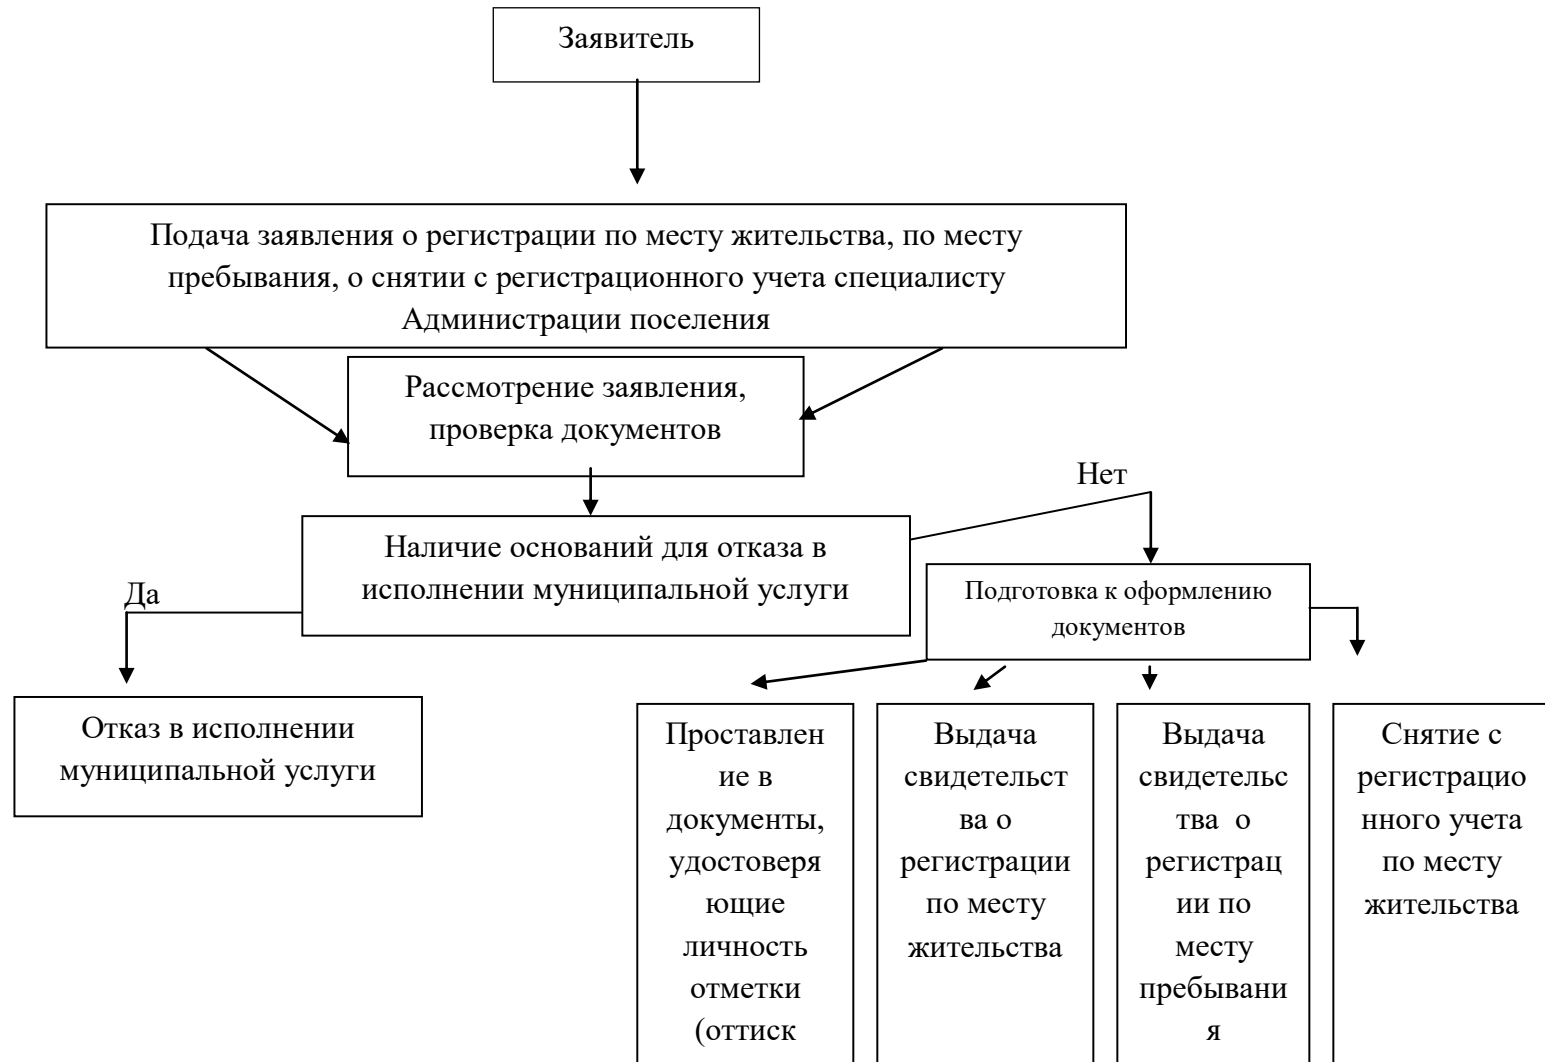 Заявитель
Подача заявления о регистрации по месту жительства, по месту
пребывания, о снятии с регистрационного учета специалисту
Администрации поселения
Рассмотрение заявления,
проверка документов
Нет
Наличие оснований для отказа в
исполнении муниципальной услуги
Да
Подготовка к оформлению
документов
Отказ в исполнении
муниципальной услуги
Проставлен
ие в
документы,
удостоверя
ющие
личность
отметки
(оттиск
Выдача
свидетельст
ва о
регистрации
по месту
жительства
Выдача
свидетельс
тва  о
регистрац
ии по
месту
пребывани
я
Снятие с
регистрацио
нного учета
по месту
жительства